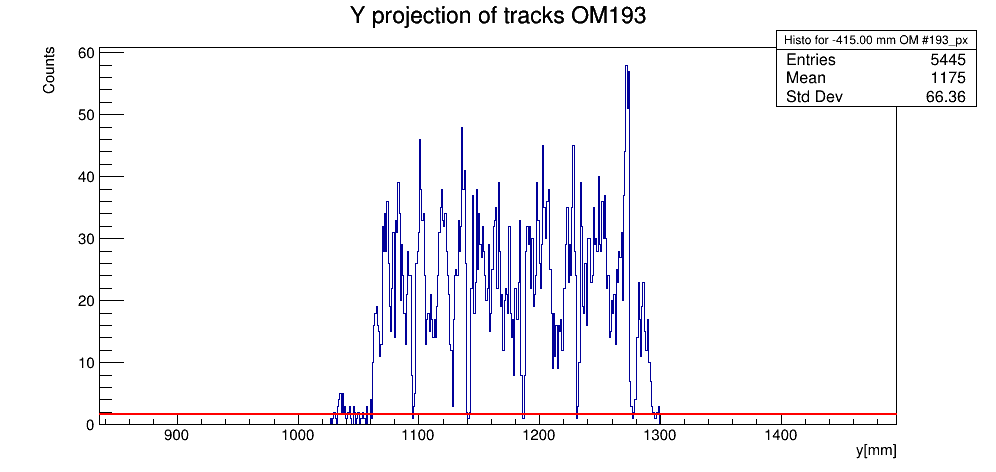 Y projection of tracks OM193
Histo for -415.00 mm OM #193_px
Entries 5445
Mean 1175
Std Dev 66.36
Counts
60
50
40
30
20
10
0
900 1000 1100 1200 1300 1400
y[mm]